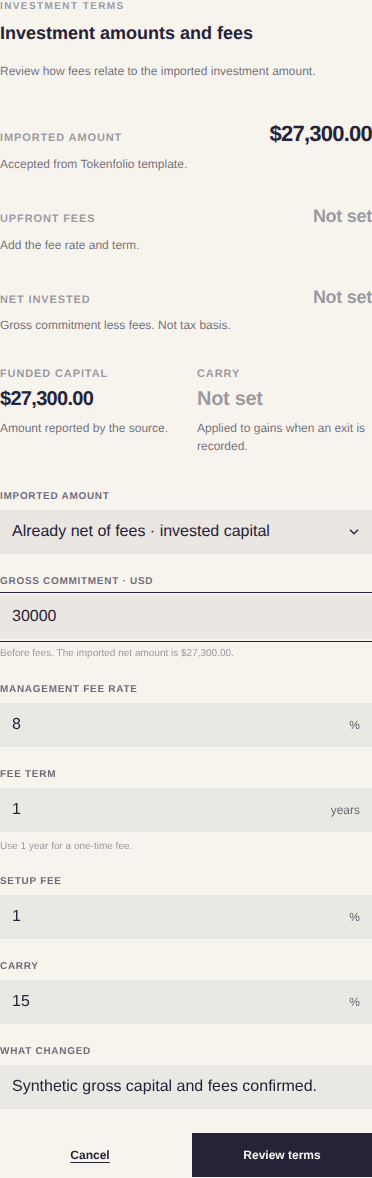 INVESTMENT TERMS
Investment amounts and fees
Review how fees relate to the imported investment amount.
IMPORTED AMOUNT
$27,300.00
Accepted from Tokenfolio template.
UPFRONT FEES
Not set
Add the fee rate and term.
NET INVESTED
Not set
Gross commitment less fees. Not tax basis.
FUNDED CAPITAL
$27,300.00
Amount reported by the source.
CARRY
Not set
Applied to gains when an exit is
recorded.
IMPORTED AMOUNT
Already net of fees · invested capital
GROSS COMMITMENT · USD
30000
Before fees. The imported net amount is $27,300.00.
MANAGEMENT FEE RATE
8 %
FEE TERM
1 years
Use 1 year for a one-time fee.
SETUP FEE
1 %
CARRY
15 %
WHAT CHANGED
Synthetic gross capital and fees confirmed.
Cancel
Review terms